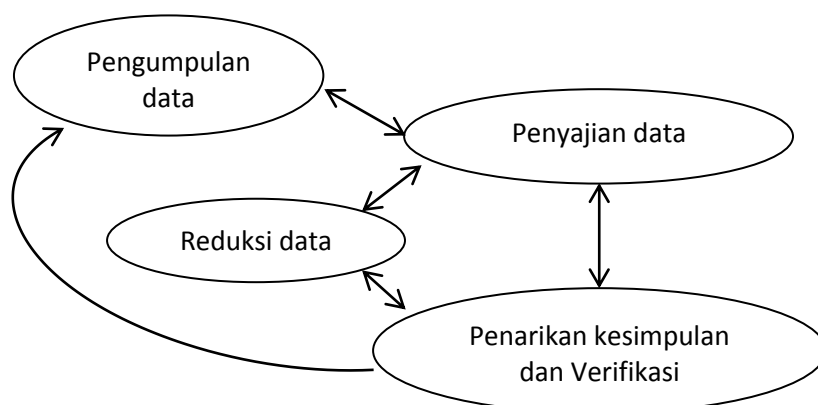 Pengumpulan
data
Penyajian data
Reduksi data
Penarikan kesimpulan
dan Verifikasi